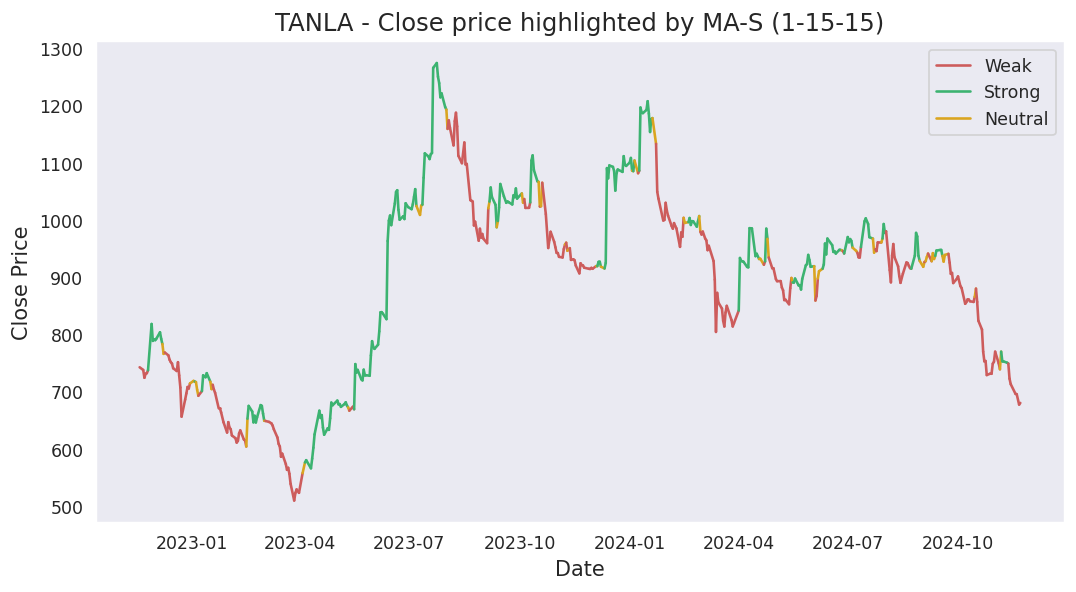 TANLA - Close price highlighted by MA-S (1-15-15)
Close Price
1300
1200
1100
1000
900
800
700
600
500
Weak
Strong
Neutral
2023-01
2023-04
2023-07
2023-10
2024-01
2024-04
2024-07
2024-10
Date